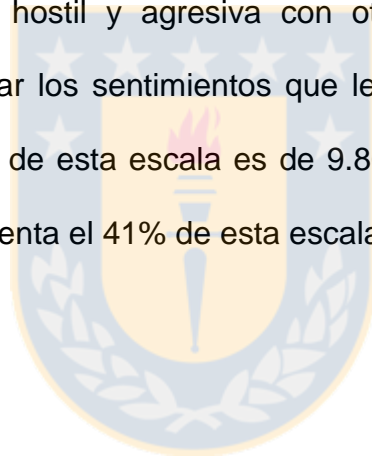 hostil y agresiva con
ar los sentimientos que le
de esta escala es de 9.8
enta el 41% de esta escala